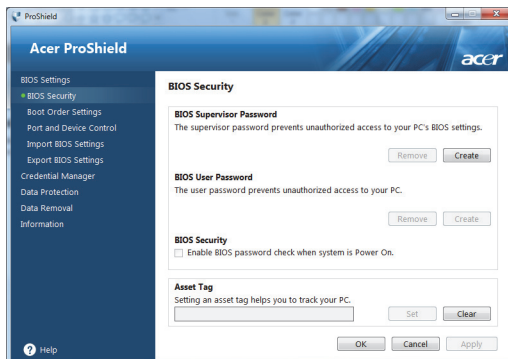 ProShield
Acer ProShield
acer
BIOS Settings
BIOS Security
Boot Order Settings
Port and Device Control
Import BIOS Settings
Export BIOS Settings
Credential Manager
Data Protection
Data Removal
Information
Help
BIOS Security
BIOS Supervisor Password
The supervisor password prevents unauthorized access to your PC's BIOS settings.
Remove Create
BIOS User Password
The user password prevents unauthorized access to your PC.
Remove Create
BIOS Security
Enable BIOS password check when system is Power On.
Asset Tag
Setting an asset tag helps you to track your PC.
Set Clear
OK Cancel Apply